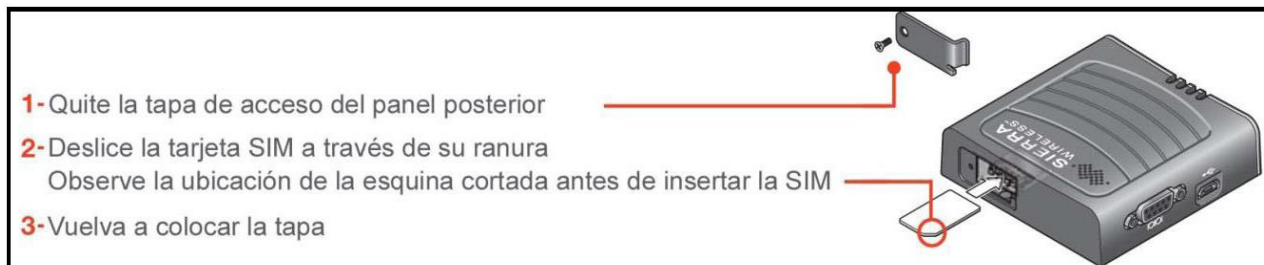 1-Quite la tapa de acceso del panel posterior
2-Deslice la tarjeta SIM a través de su ranura
Observe la ubicación de la esquina cortada antes de insertar la SIM
3-Vuelva a colocar la tapa
SIERRA
WIRELESS™